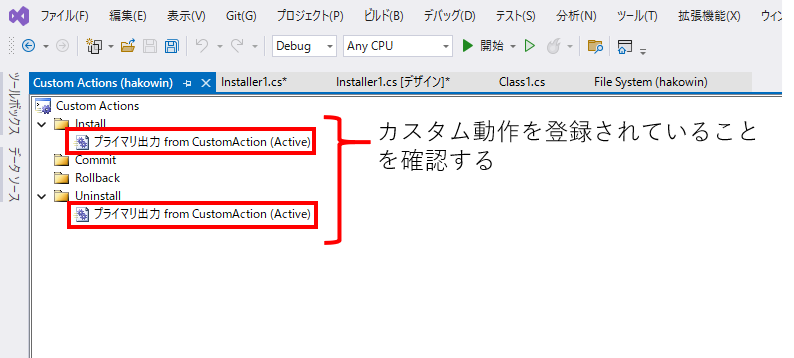 ファイル(F) 編集(E) 表示(V) Git(G) プロジェクト(P) ビルド(B) デバッグ(D) テスト(S) 分析(N) ツール(T) 拡張機能(X) ウィン
Debug Any CPU 開始
Custom Actions (hakowin) Installer1.cs* Installer1.cs [デザイン]* Class1.cs File System (hakowin)
ツールボックス
データ ソース
Custom Actions
Install
プライマリ出力 from CustomAction (Active)
Commit
Rollback
Uninstall
プライマリ出力 from CustomAction (Active)
カスタム動作を登録されていること
を確認する